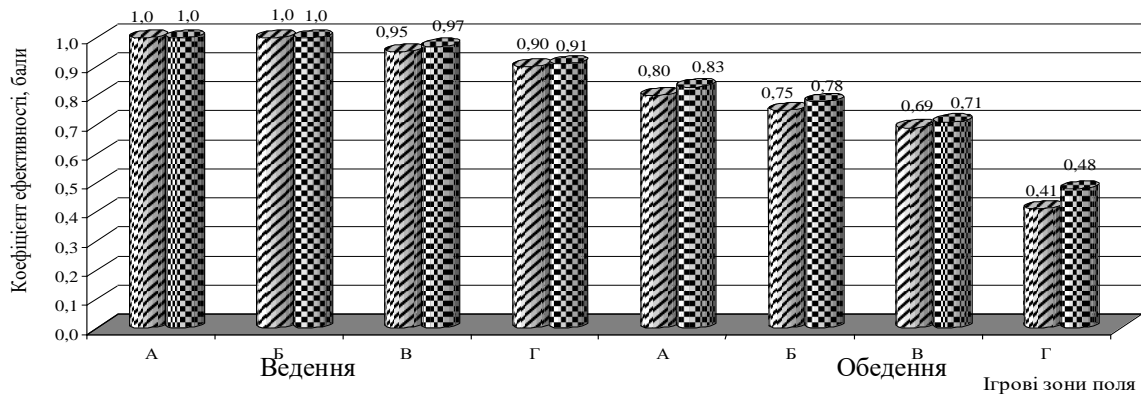 1,0 1,0 1,0 1,0 0,95 0,97 0,90 0,91 0,80 0,83 0,75 0,78 0,69 0,71 0,41 0,48
Коефіцієнт ефективності, бали
1,0
0,9
0,8
0,7
0,6
0,5
0,4
0,3
0,2
0,1
0,0
А Б В Г А Б В Г
Ведення Обедення
Ігрові зони поля